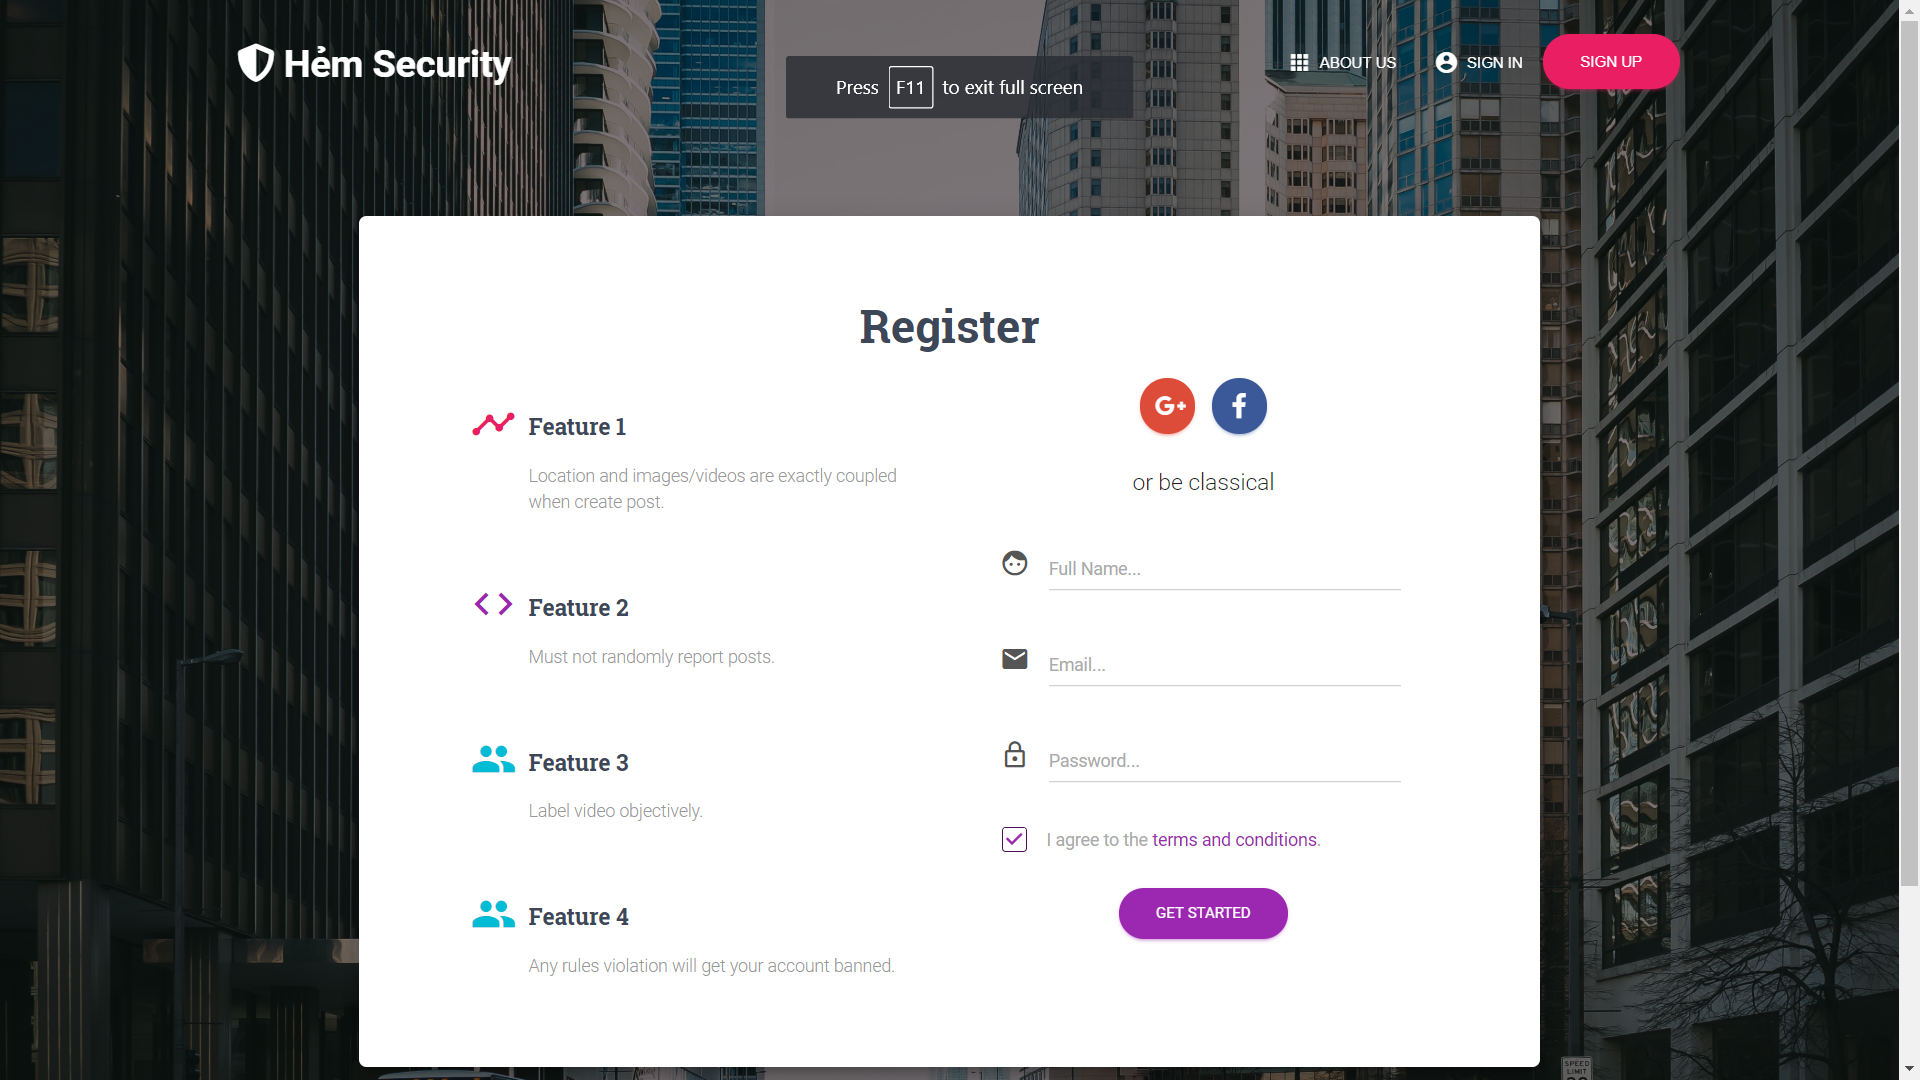 Hẻm Security
Press F11 to exit full screen
ABOUT US
SIGN IN
SIGN UP
Register
Feature 1
Location and images/videos are exactly coupled
when create post.
Feature 2
Must not randomly report posts.
Feature 3
Label video objectively.
Feature 4
Any rules violation will get your account banned.
G+
f
or be classical
Full Name...
Email...
Password...
I agree to the terms and conditions.
GET STARTED
SPEED
LIMIT